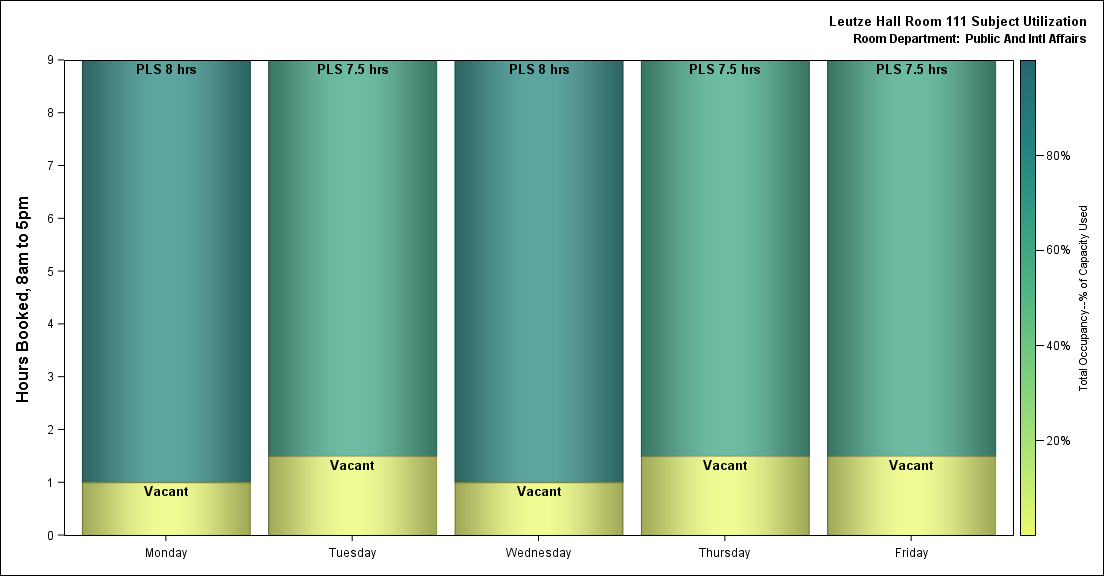 Leutze Hall Room 111 Subject Utilization
Room Department: Public And Intl Affairs
Hours Booked, 8am to 5pm
9
8
7
6
5
4
3
2
1
0
PLS 8 hrs
PLS 7.5 hrs
PLS 8 hrs
PLS 7.5 hrs
PLS 7.5 hrs
Vacant
Vacant
Vacant
Vacant
Vacant
Monday
Tuesday
Wednesday
Thursday
Friday
80%
60%
40%
20%
Total Occupancy--% of Capacity Used